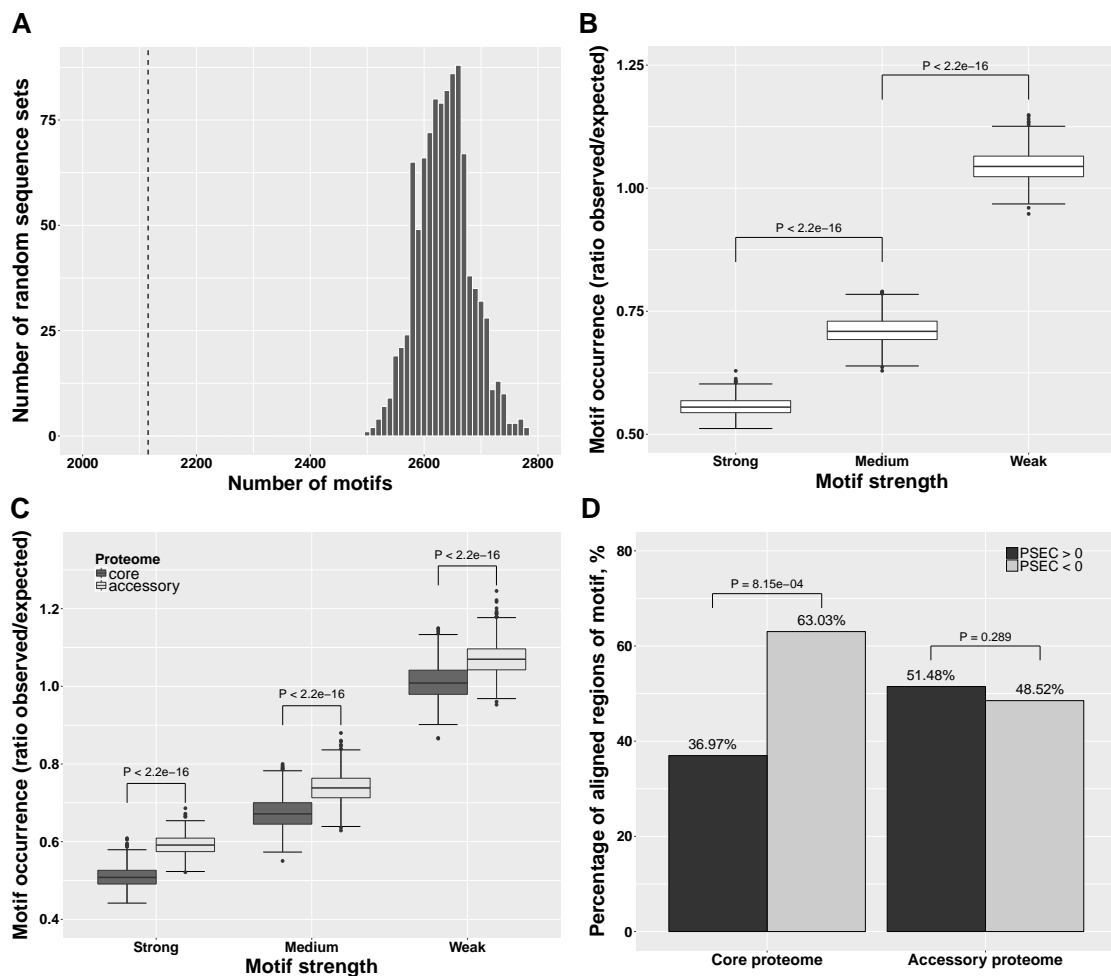 A
Number of random sequence sets
75
50
25
0
2000 2200 2400 2600 2800
Number of motifs
B
Motif occurrence (ratio observed/expected)
1.25
1.00
0.75
0.50
P < 2.2e−16
P < 2.2e−16
Strong Medium Weak
Motif strength
C
Motif occurrence (ratio observed/expected)
1.2
1.0
0.8
0.6
0.4
Proteome
core
accessory
P < 2.2e−16
P < 2.2e−16
P < 2.2e−16
Strong Medium Weak
Motif strength
D
Percentage of aligned regions of motif, %
80
60
40
20
0
PSEC > 0
PSEC < 0
P = 8.15e−04
63.03%
36.97%
P = 0.289
51.48%
48.52%
Core proteome Accessory proteome